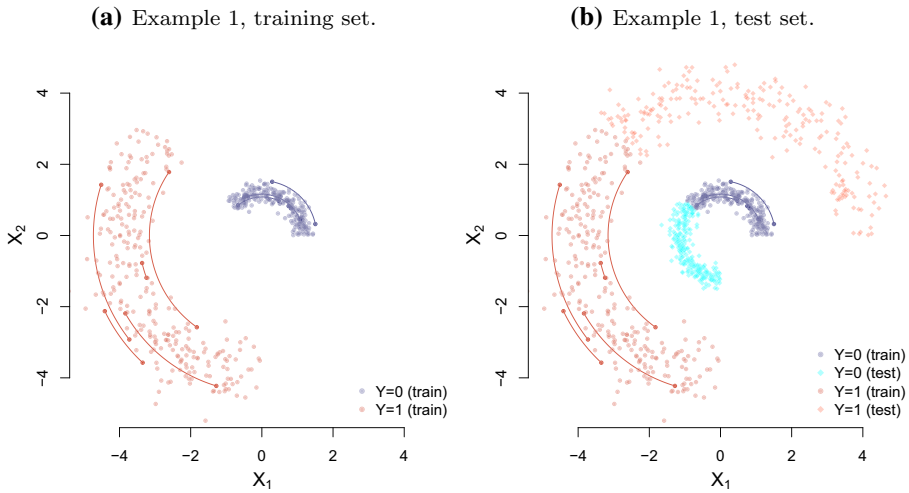 (a) Example 1, training set.
(b) Example 1, test set.
X2
4
2
0
−2
−4
−4
−2
0
2
4
X1
Y=0 (train)
Y=1 (train)
X2
4
2
0
−2
−4
−4
−2
0
2
4
X1
Y=0 (train)
Y=0 (test)
Y=1 (train)
Y=1 (test)